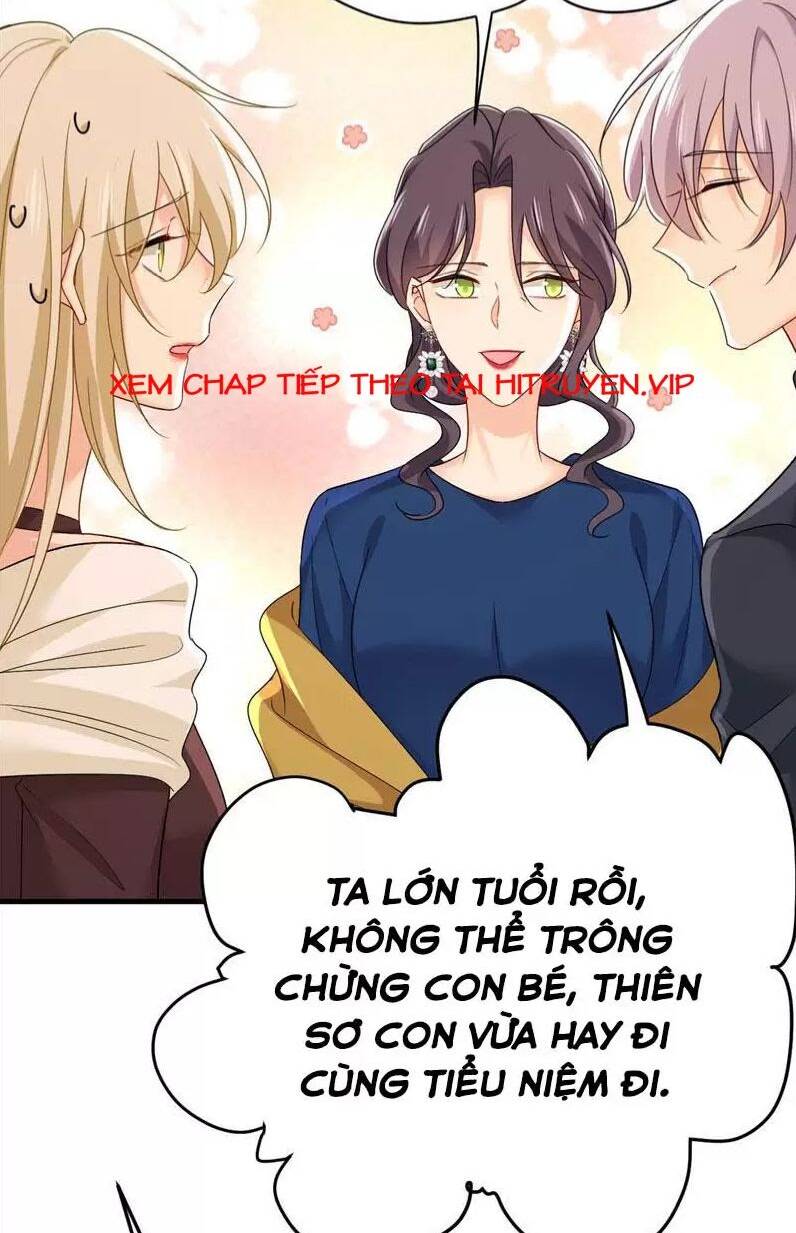 XEM CHAP TIẾP THEO TẠI HITRUYEN.VIP
TA LỚN TUỔI RỒI,
KHÔNG THỂ TRÔNG
CHỪNG CON BÉ, THIÊN
SƠ CON VỪA HAY ĐI
CÙNG TIỂU NIỆM ĐI.